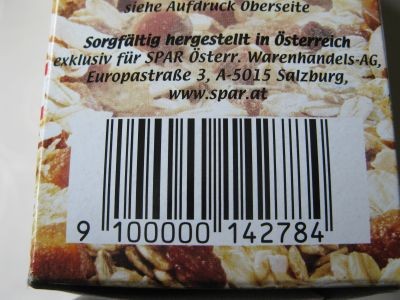 siehe Aufdruck Oberseite
Sorgfältig hergestellt in Österreich
exklusiv für SPAR Österr. Warenhandels-AG,
Europastraße 3, A-5015 Salzburg,
www.spar.at
9 100000 142784